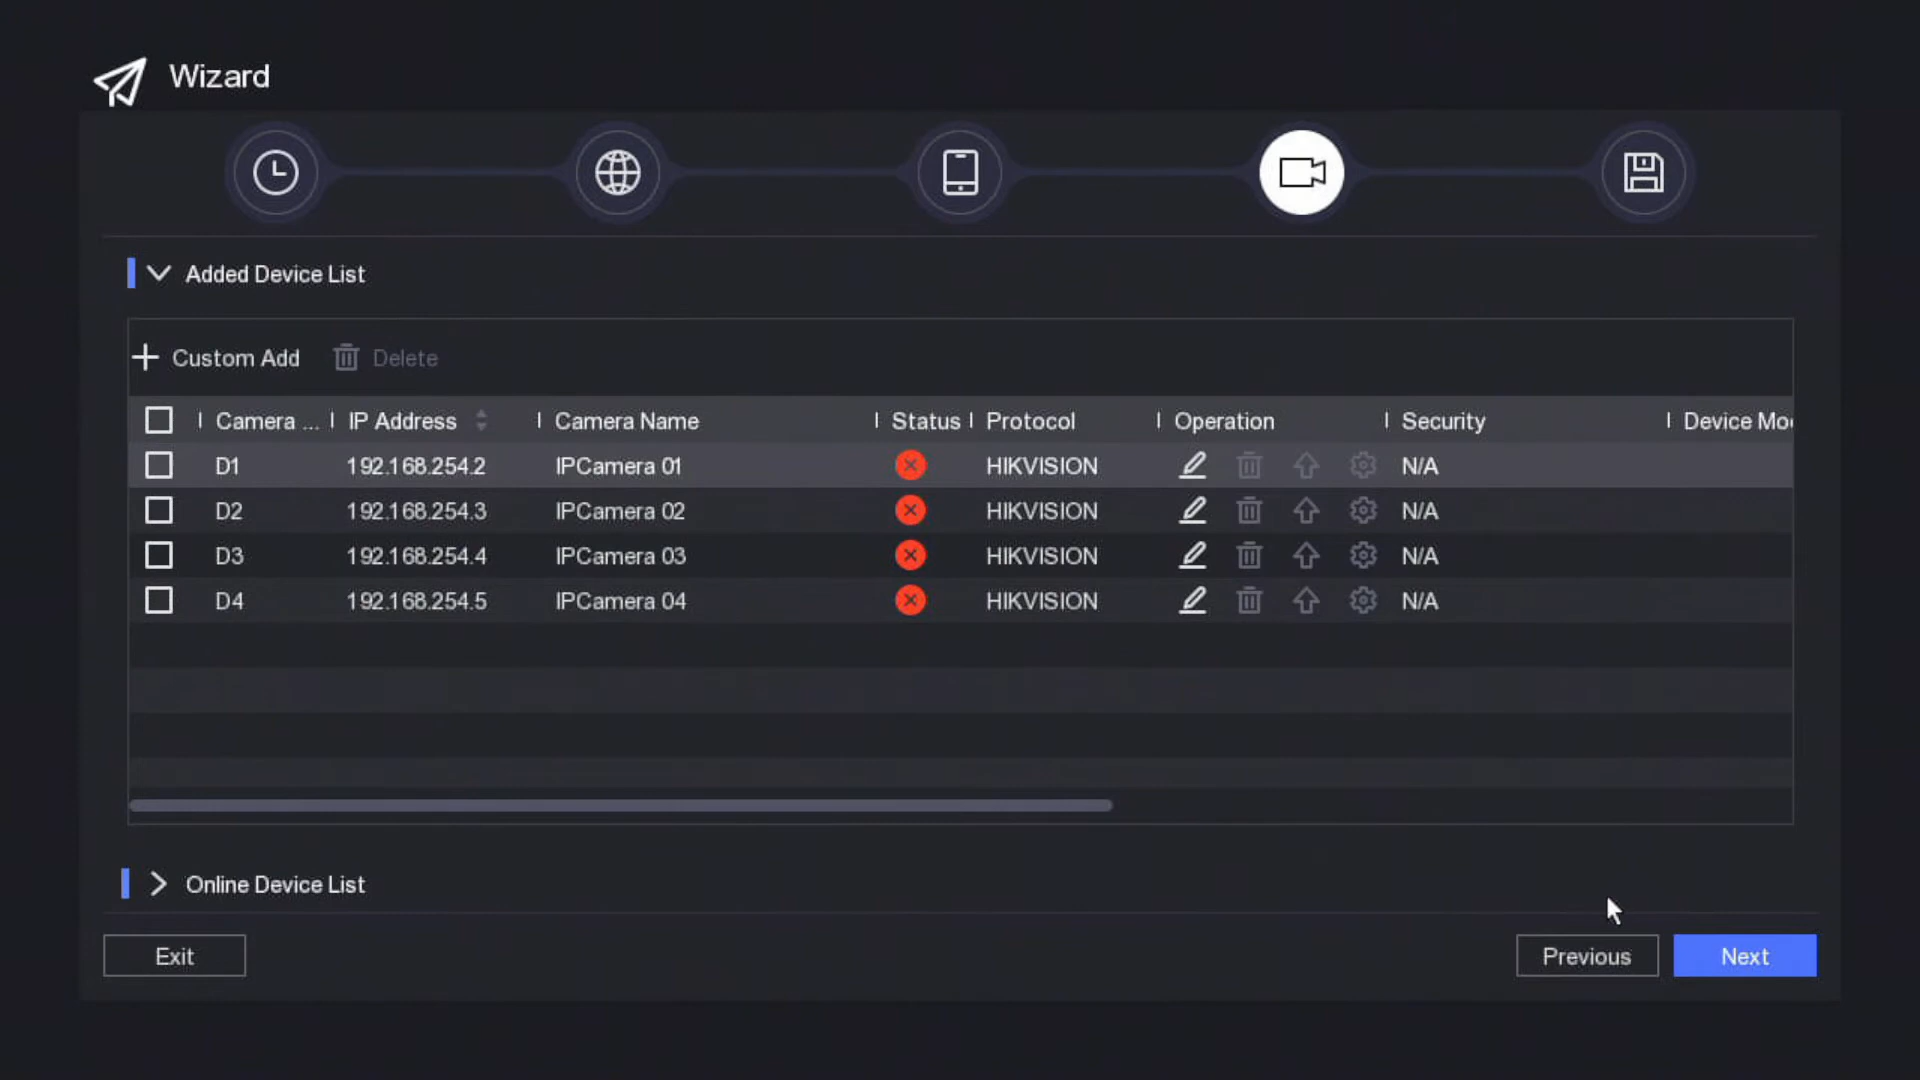 Wizard
Added Device List
Custom Add Delete
Camera ... IP Address Camera Name Status Protocol Operation Security Device Mo
D1 192.168.254.2 IPCamera 01 HIKVISION N/A
D2 192.168.254.3 IPCamera 02 HIKVISION N/A
D3 192.168.254.4 IPCamera 03 HIKVISION N/A
D4 192.168.254.5 IPCamera 04 HIKVISION N/A
Online Device List
Exit Previous Next